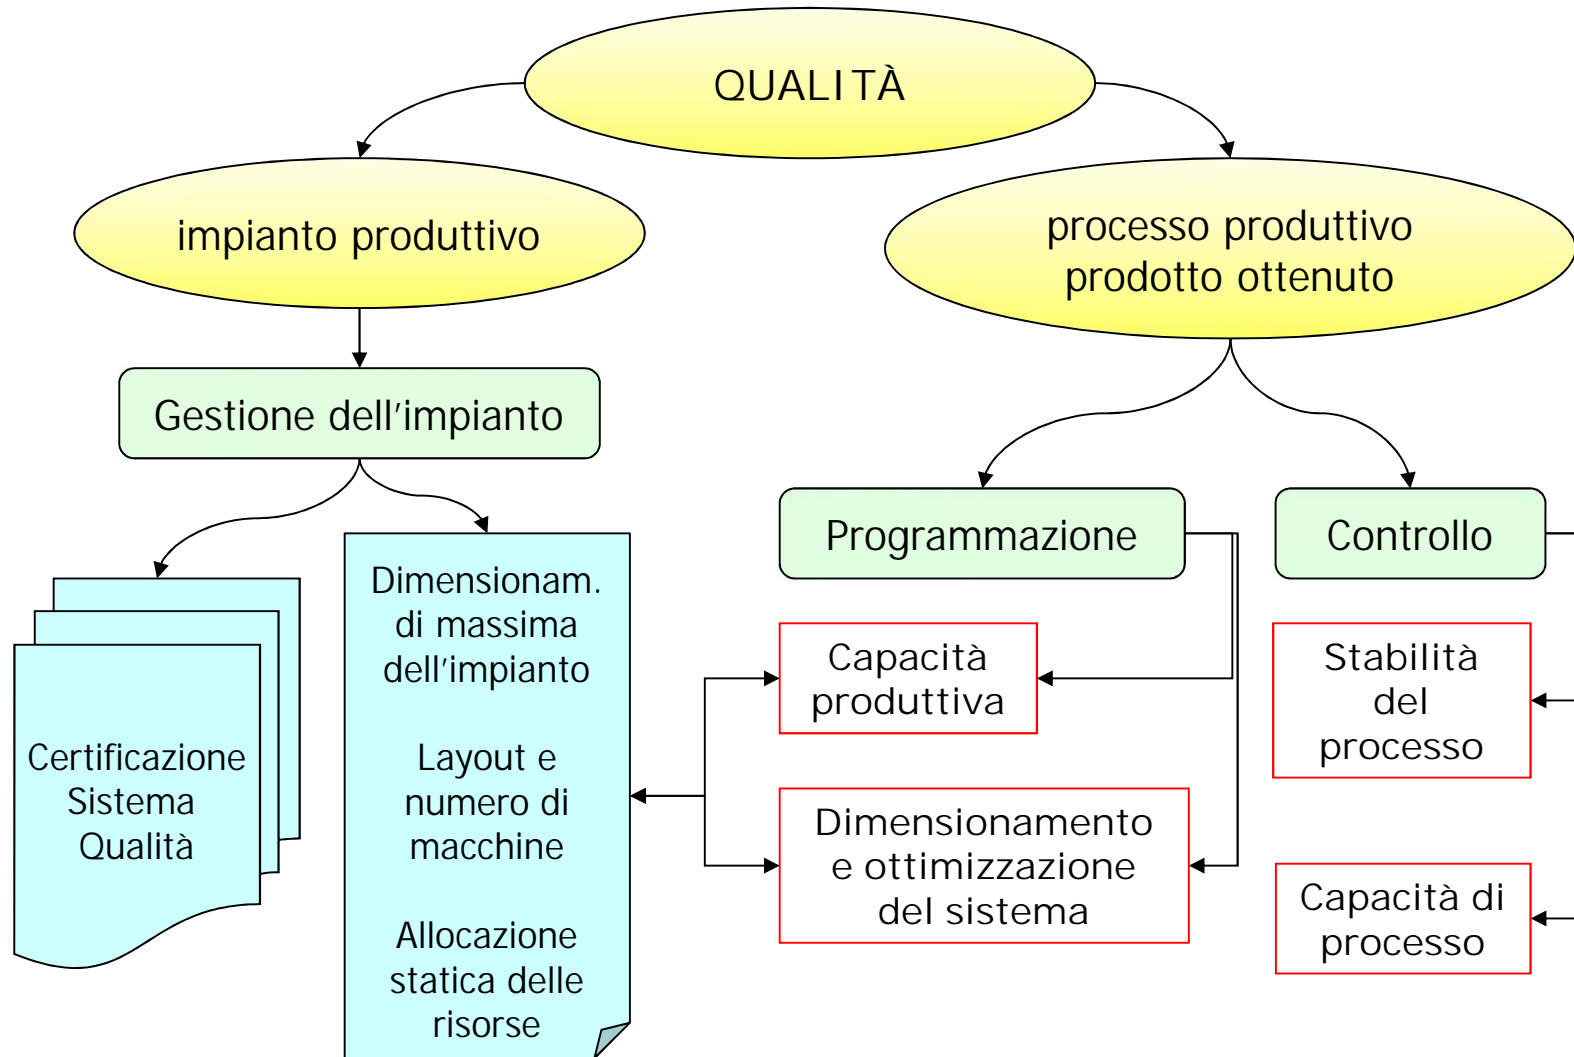 QUALITÀ
impianto produttivo
processo produttivo
prodotto ottenuto
Gestione dell'impianto
Programmazione
Controllo
Certificazione
Sistema
Qualità
Dimensionam.
di massima
dell'impianto
Layout e
numero di
macchine
Allocazione
statica delle
risorse
Capacità
produttiva
Dimensionamento
e ottimizzazione
del sistema
Stabilità
del
processo
Capacità di
processo